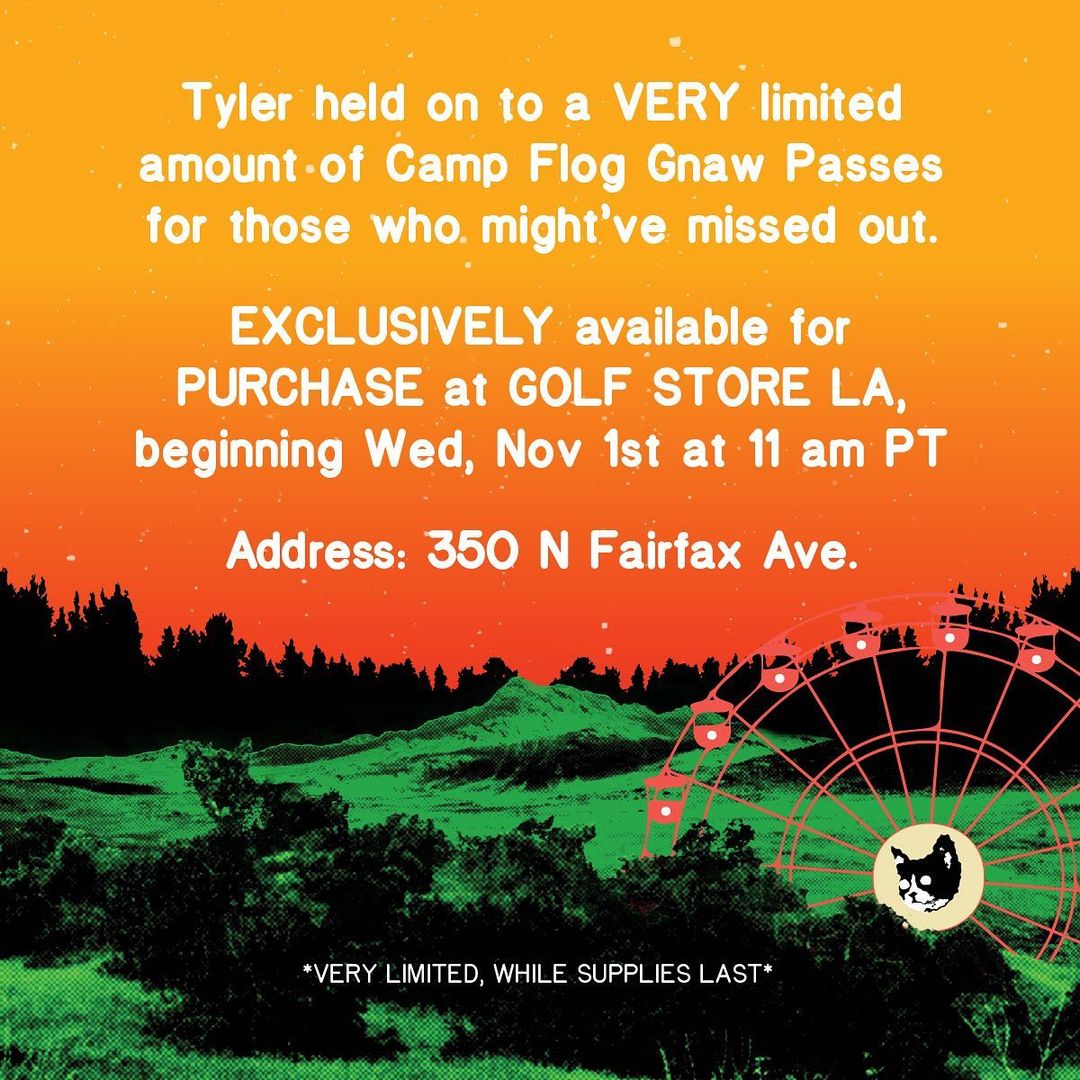 Tyler held on to a VERY limited
amount of Camp Flog Gnaw Passes
for those who might've missed out.
EXCLUSIVELY available for
PURCHASE at GOLF STORE LA,
beginning Wed, Nov 1st at 11 am PT
Address: 350 N Fairfax Ave.
*VERY LIMITED, WHILE SUPPLIES LAST*